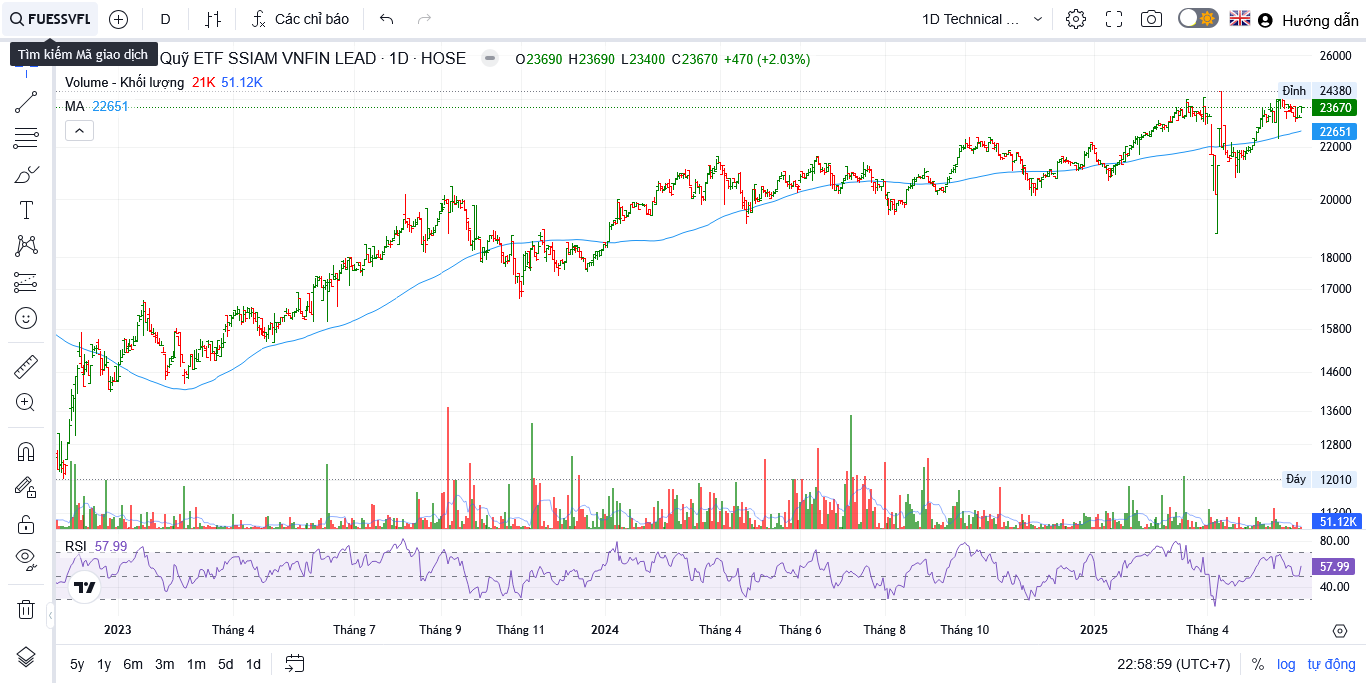 FUESSVFL D Các chỉ báo 1D Technical ... Hướng dẫn
Tìm kiếm Mã giao dịch
Quỹ ETF SSIAM VNFIN LEAD · 1D · HOSE O23690 H23690 L23400 C23670 +470 (+2.03%)
Volume - Khối lượng 21K 51.12K
MA 22651
26000
Đỉnh 24380
23670
22651
22000
20000
18000
17000
15800
14600
13600
12800
Đáy 12010
11200
51.12K
RSI 57.99
80.00
57.99
40.00
2023 Tháng 4 Tháng 7 Tháng 9 Tháng 11 2024 Tháng 4 Tháng 6 Tháng 8 Tháng 10 2025 Tháng 4
5y 1y 6m 3m 1m 5d 1d 22:58:59 (UTC+7) % log tự động